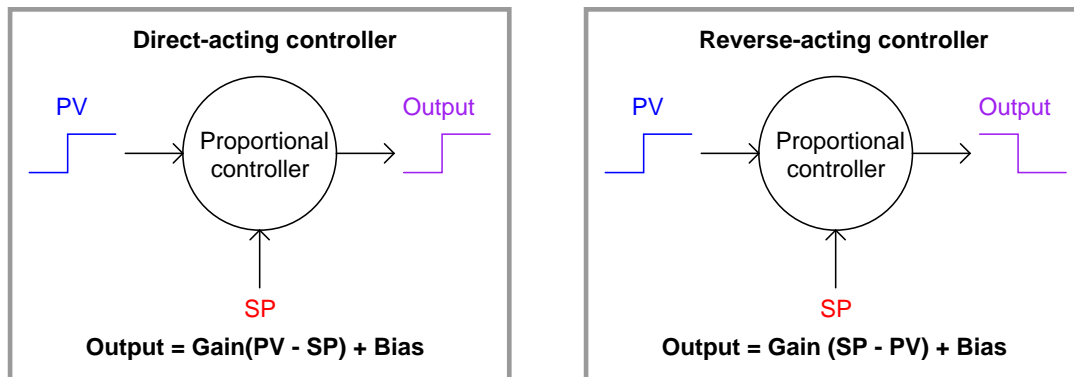 Direct-acting controller
PV
Output
Proportional
controller
SP
Output = Gain(PV - SP) + Bias
Reverse-acting controller
PV
Output
Proportional
controller
SP
Output = Gain (SP - PV) + Bias